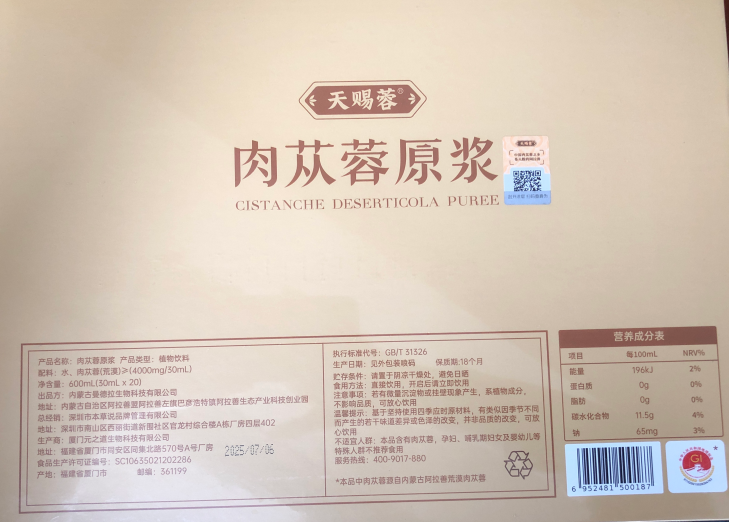 天赐蓉®
肉苁蓉原浆
CISTANCHE DESERTICOLA PUREE
天赐蓉
产品名称：肉苁蓉原浆 产品类型：植物饮料
配料：水、肉苁蓉(荒漠)≥(4000mg/30mL)
净含量：600mL(30mL x 20)
出品方：内蒙古曼德拉生物科技有限公司
地址：内蒙古自治区阿拉善盟阿拉善左旗巴彦浩特镇阿拉善生态产业科技创业园
总经销：深圳市本草说品牌管理有限公司
地址：深圳市南山区西丽街道新围社区官龙村综合楼A栋厂房四层402
生产商：厦门元之道生物科技有限公司
地址：福建省厦门市同安区同集北路570号A号厂房
2025/07/06
食品生产许可证编号：SC10635021202286
产地：福建省厦门市 邮编：361199
执行标准代号：GB/T 31326
生产日期：见外包装喷码 保质期：18个月
贮存条件：请置于阴凉干燥处，避免日晒
食用方法：直接饮用，开启后请立即饮用
注意事项：若有微量沉淀物或挂壁现象产生，系植物成分，
不影响品质，可放心饮用
温馨提示：基于坚持使用四季应时原材料，有类似因季节不同
而产生的若干味道差异或色泽的改变，并非品质的改变，可放
心饮用
不适宜人群：本品含有肉苁蓉，孕妇，哺乳期妇女及婴幼儿等
特殊人群不推荐食用
服务热线：400-9017-880
*本品中肉苁蓉源自内蒙古阿拉善荒漠肉苁蓉
营养成分表
项目 每100mL NRV%
能量 196kJ 2%
蛋白质 0g 0%
脂肪 0g 0%
碳水化合物 11.5g 4%
钠 65mg 3%
6 952481 500187
GI
*